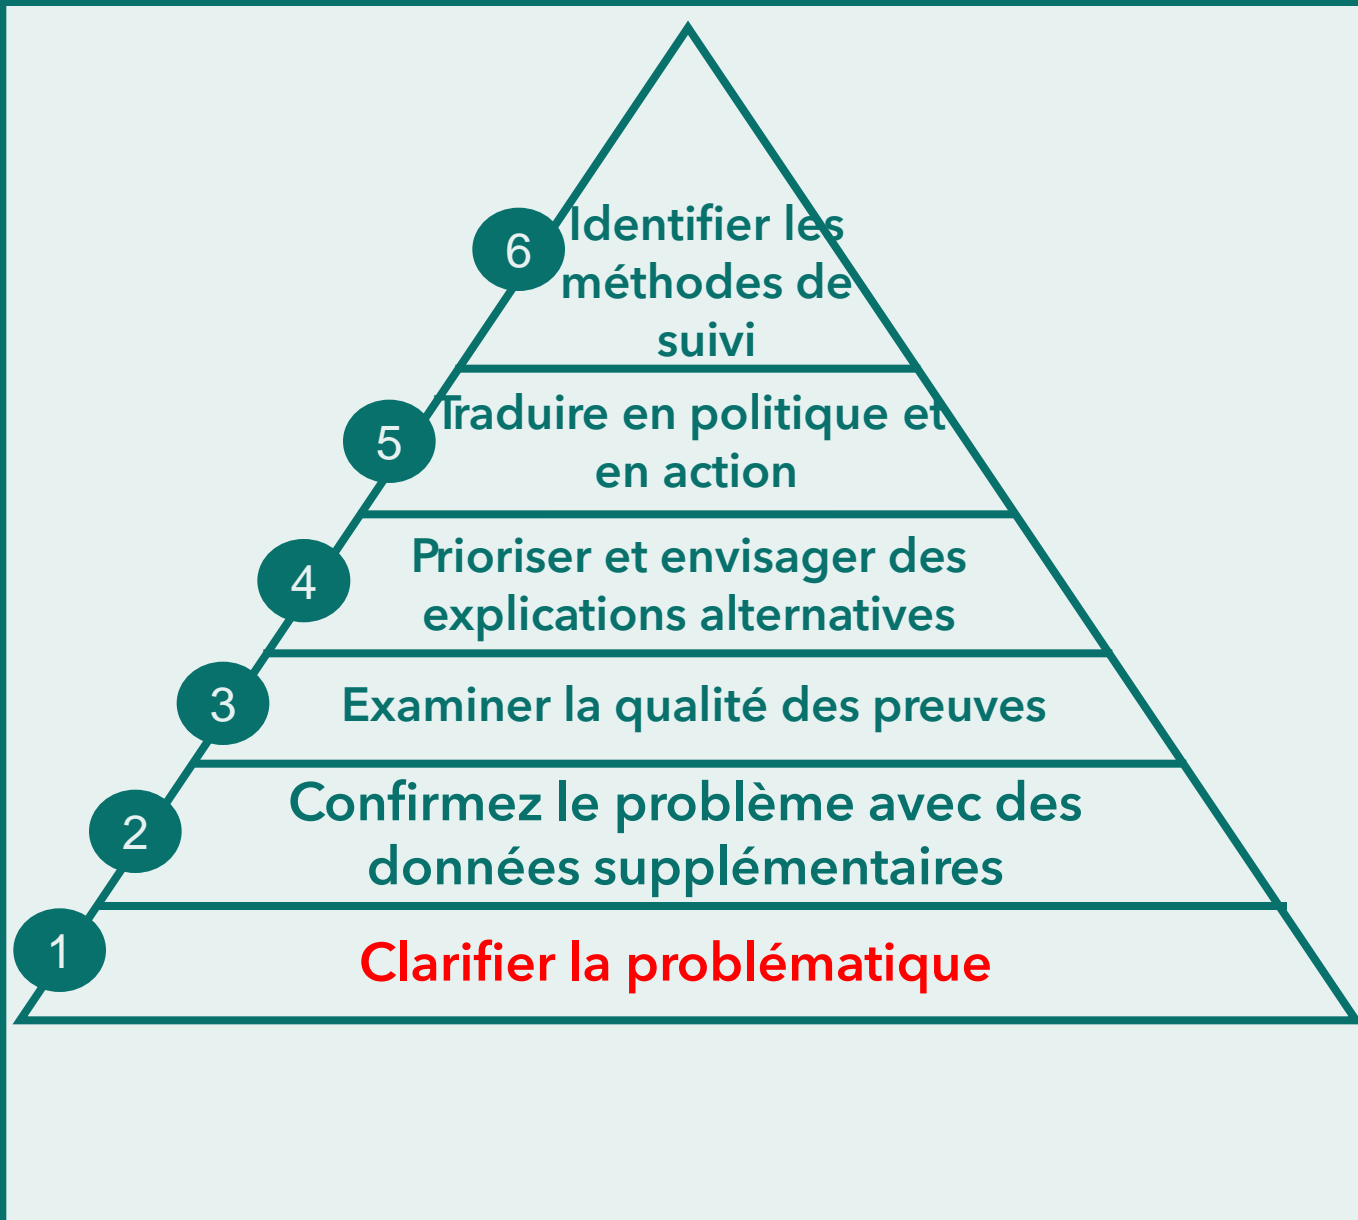 6
Identifier les
méthodes de
suivi
5
Traduire en politique et
en action
4
Prioriser et envisager des
explications alternatives
3
Examiner la qualité des preuves
2
Confirmez le problème avec des
données supplémentaires
1
Clarifier la problématique